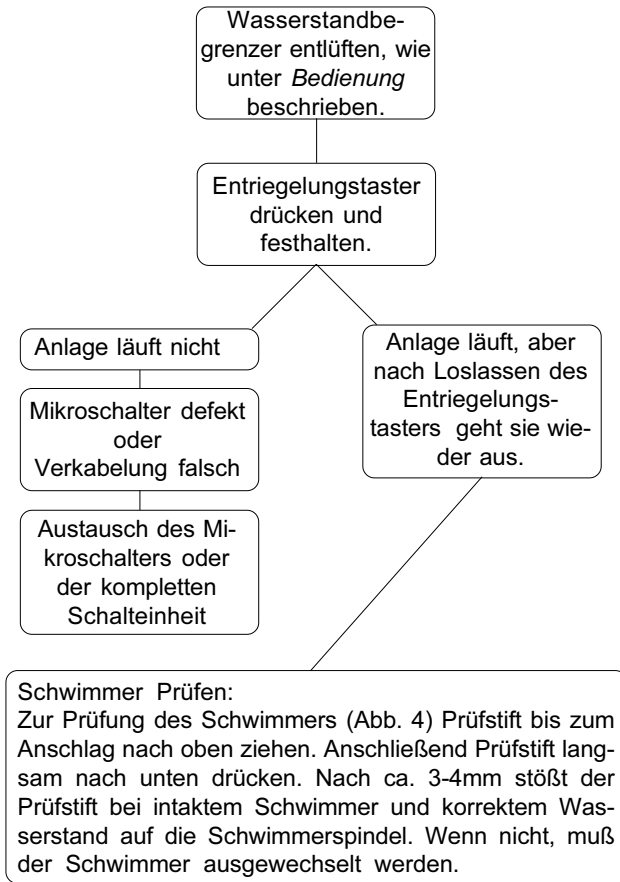 Wasserstandbe-
grenzer entlüften, wie
unter Bedienung
beschrieben.
Entriegelungstaster
drücken und
festhalten.
Anlage läuft nicht
Mikroschalter defekt
oder
Verkabelung falsch
Austausch des Mi-
kroschalters oder
der kompletten
Schalteinheit
Anlage läuft, aber
nach Loslassen des
Entriegelungs-
tasters geht sie wie-
der aus.
Schwimmer Prüfen:
Zur Prüfung des Schwimmers (Abb. 4) Prüfstift bis zum
Anschlag nach oben ziehen. Anschließend Prüfstift lang-
sam nach unten drücken. Nach ca. 3-4mm stößt der
Prüfstift bei intaktem Schwimmer und korrektem Was-
serstand auf die Schwimmerspindel. Wenn nicht, muß
der Schwimmer ausgewechselt werden.